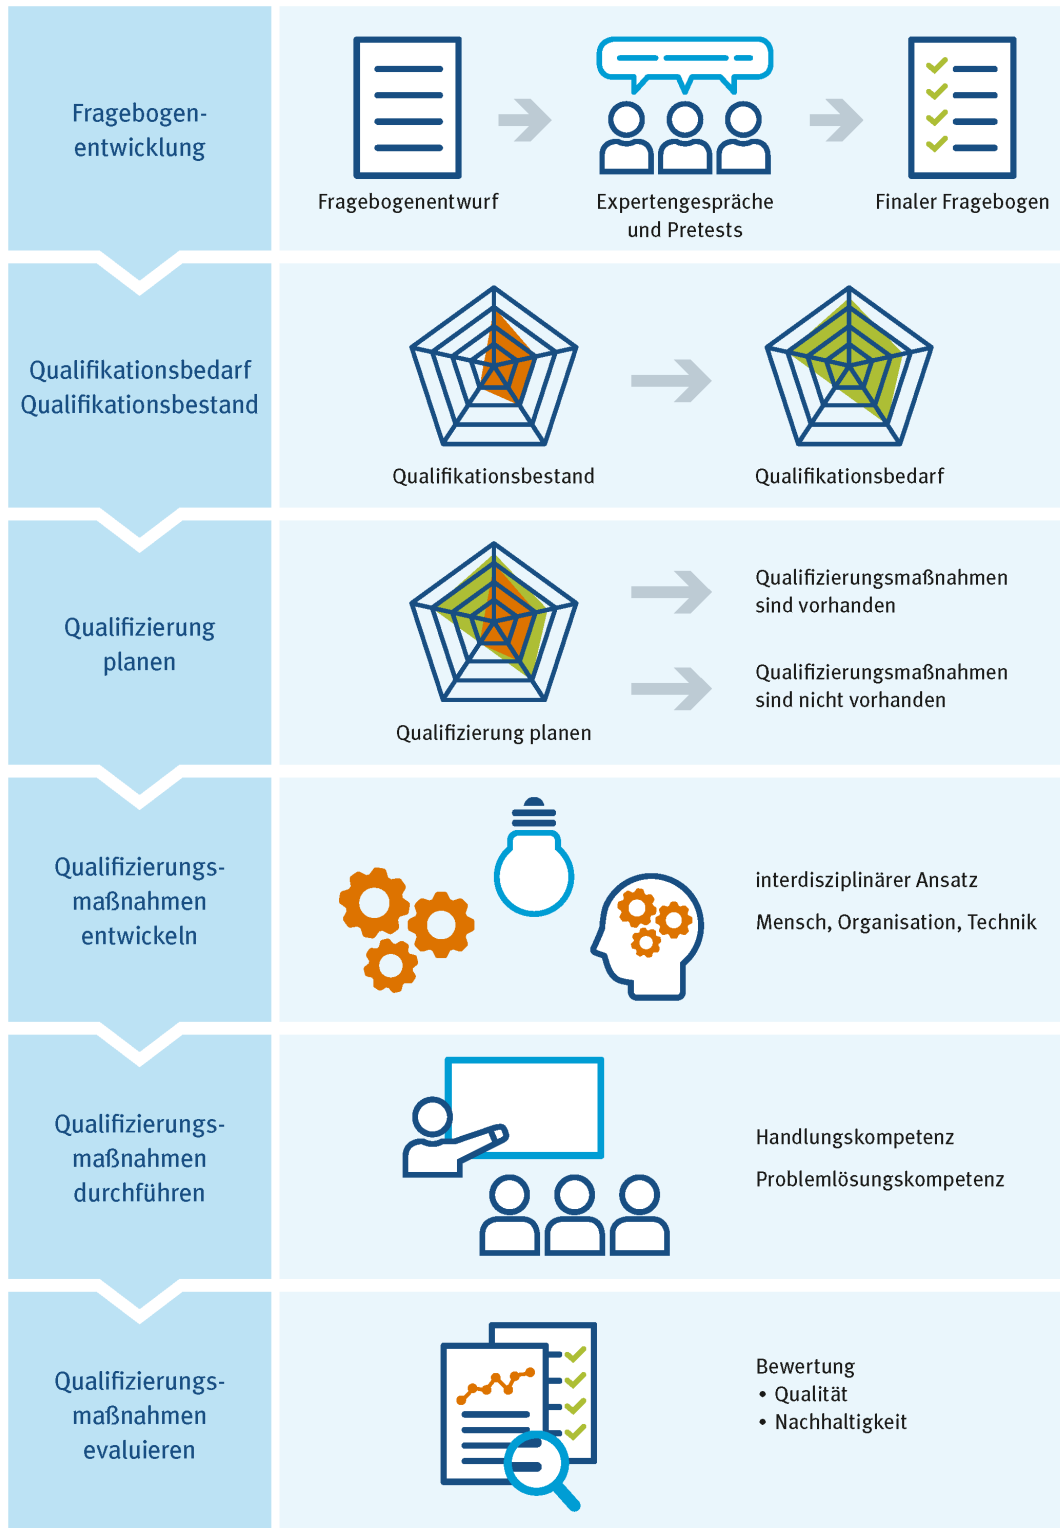 Fragebogen-
entwicklung
Fragebogenentwurf
Expertengespräche
und Pretests
Finaler Fragebogen
Qualifikationsbedarf
Qualifikationsbestand
Qualifikationsbestand
Qualifikationsbedarf
Qualifizierung
planen
Qualifizierung planen
Qualifizierungsmaßnahmen
sind vorhanden
Qualifizierungsmaßnahmen
sind nicht vorhanden
Qualifizierungs-
maßnahmen
entwickeln
interdisziplinärer Ansatz
Mensch, Organisation, Technik
Qualifizierungs-
maßnahmen
durchführen
Handlungskompetenz
Problemlösungskompetenz
Qualifizierungs-
maßnahmen
evaluieren
Bewertung
• Qualität
• Nachhaltigkeit